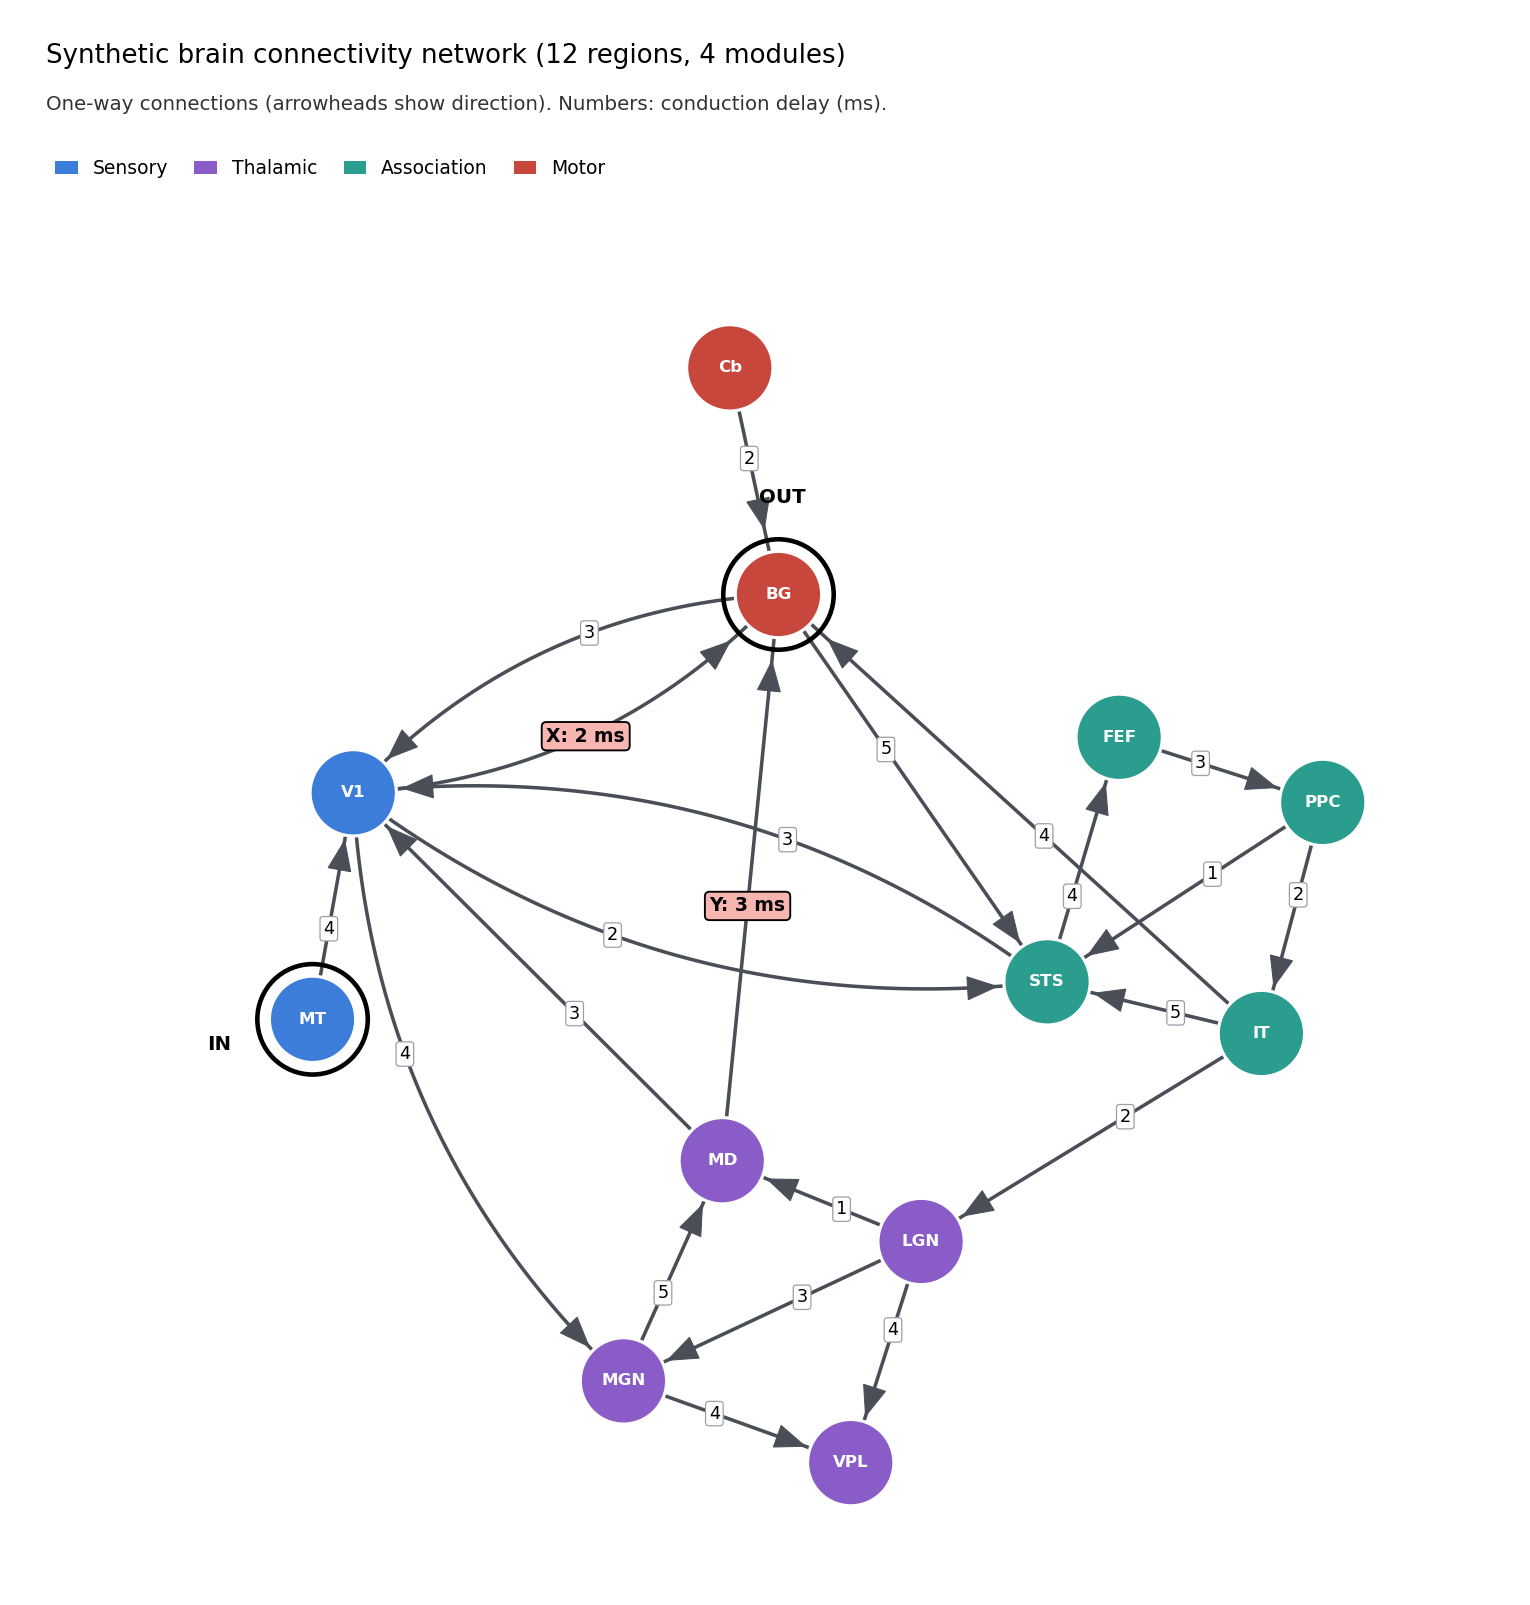 Synthetic brain connectivity network (12 regions, 4 modules)
One-way connections (arrowheads show direction). Numbers: conduction delay (ms).
Sensory Thalamic Association Motor
Cb
2
OUT
BG
3
X: 2 ms
5
FEF
3
V1
PPC
3
4
1
4
2
Y: 3 ms
4
2
STS
3
5
MT
IN
IT
4
2
MD
1
LGN
5
3
4
MGN
4
VPL